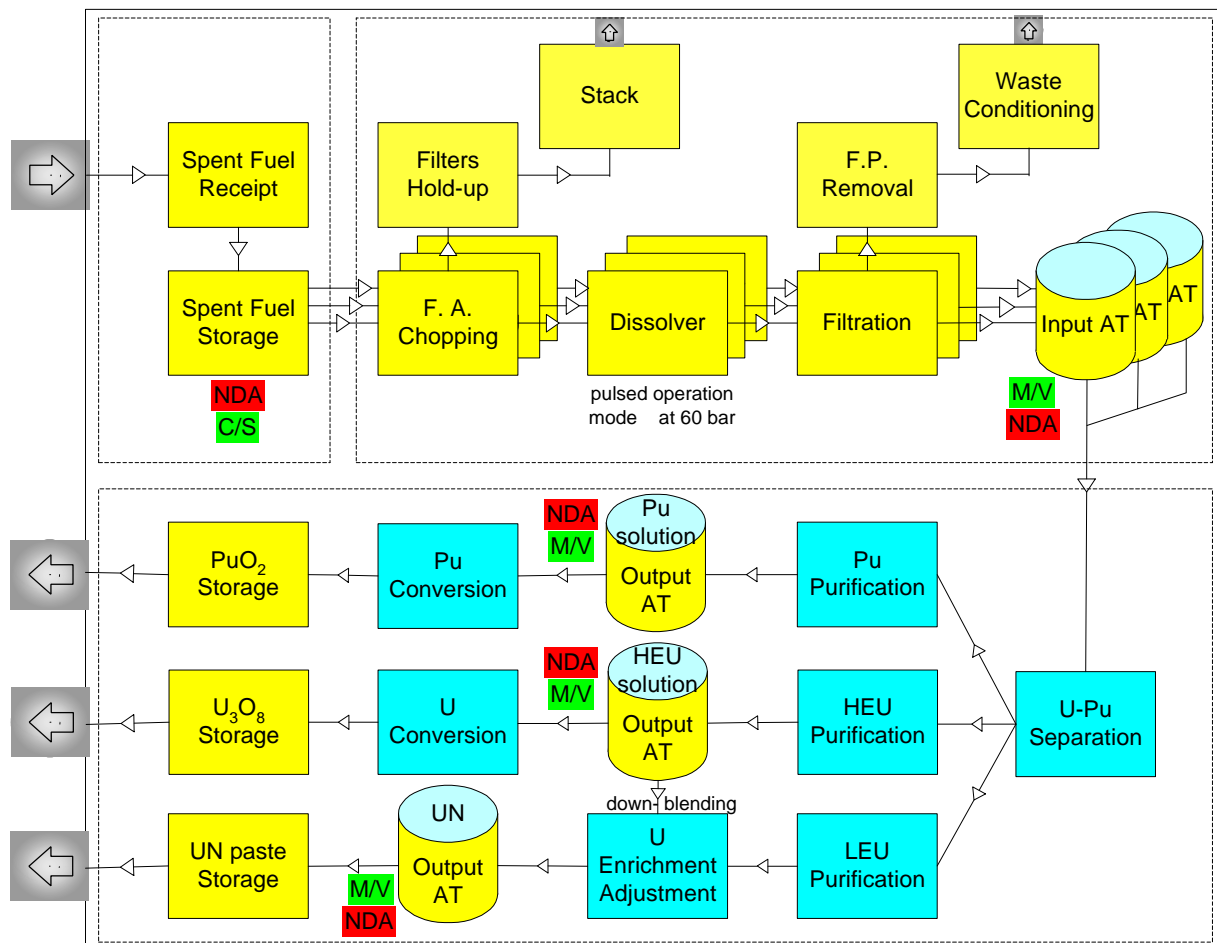 Stack
Waste
Conditioning
Spent Fuel
Receipt
Filters
Hold-up
F.P.
Removal
Spent Fuel
Storage
F. A.
Chopping
Dissolver
Filtration
Input AT
AT
AT
NDA
C/S
pulsed operation
mode at 60 bar
M/V
NDA
PuO₂
Storage
Pu
Conversion
NDA
M/V
Pu
solution
Output
AT
Pu
Purification
U₃O₈
Storage
U
Conversion
NDA
M/V
HEU
solution
Output
AT
HEU
Purification
U-Pu
Separation
down- blending
UN paste
Storage
M/V
NDA
UN
Output
AT
U
Enrichment
Adjustment
LEU
Purification